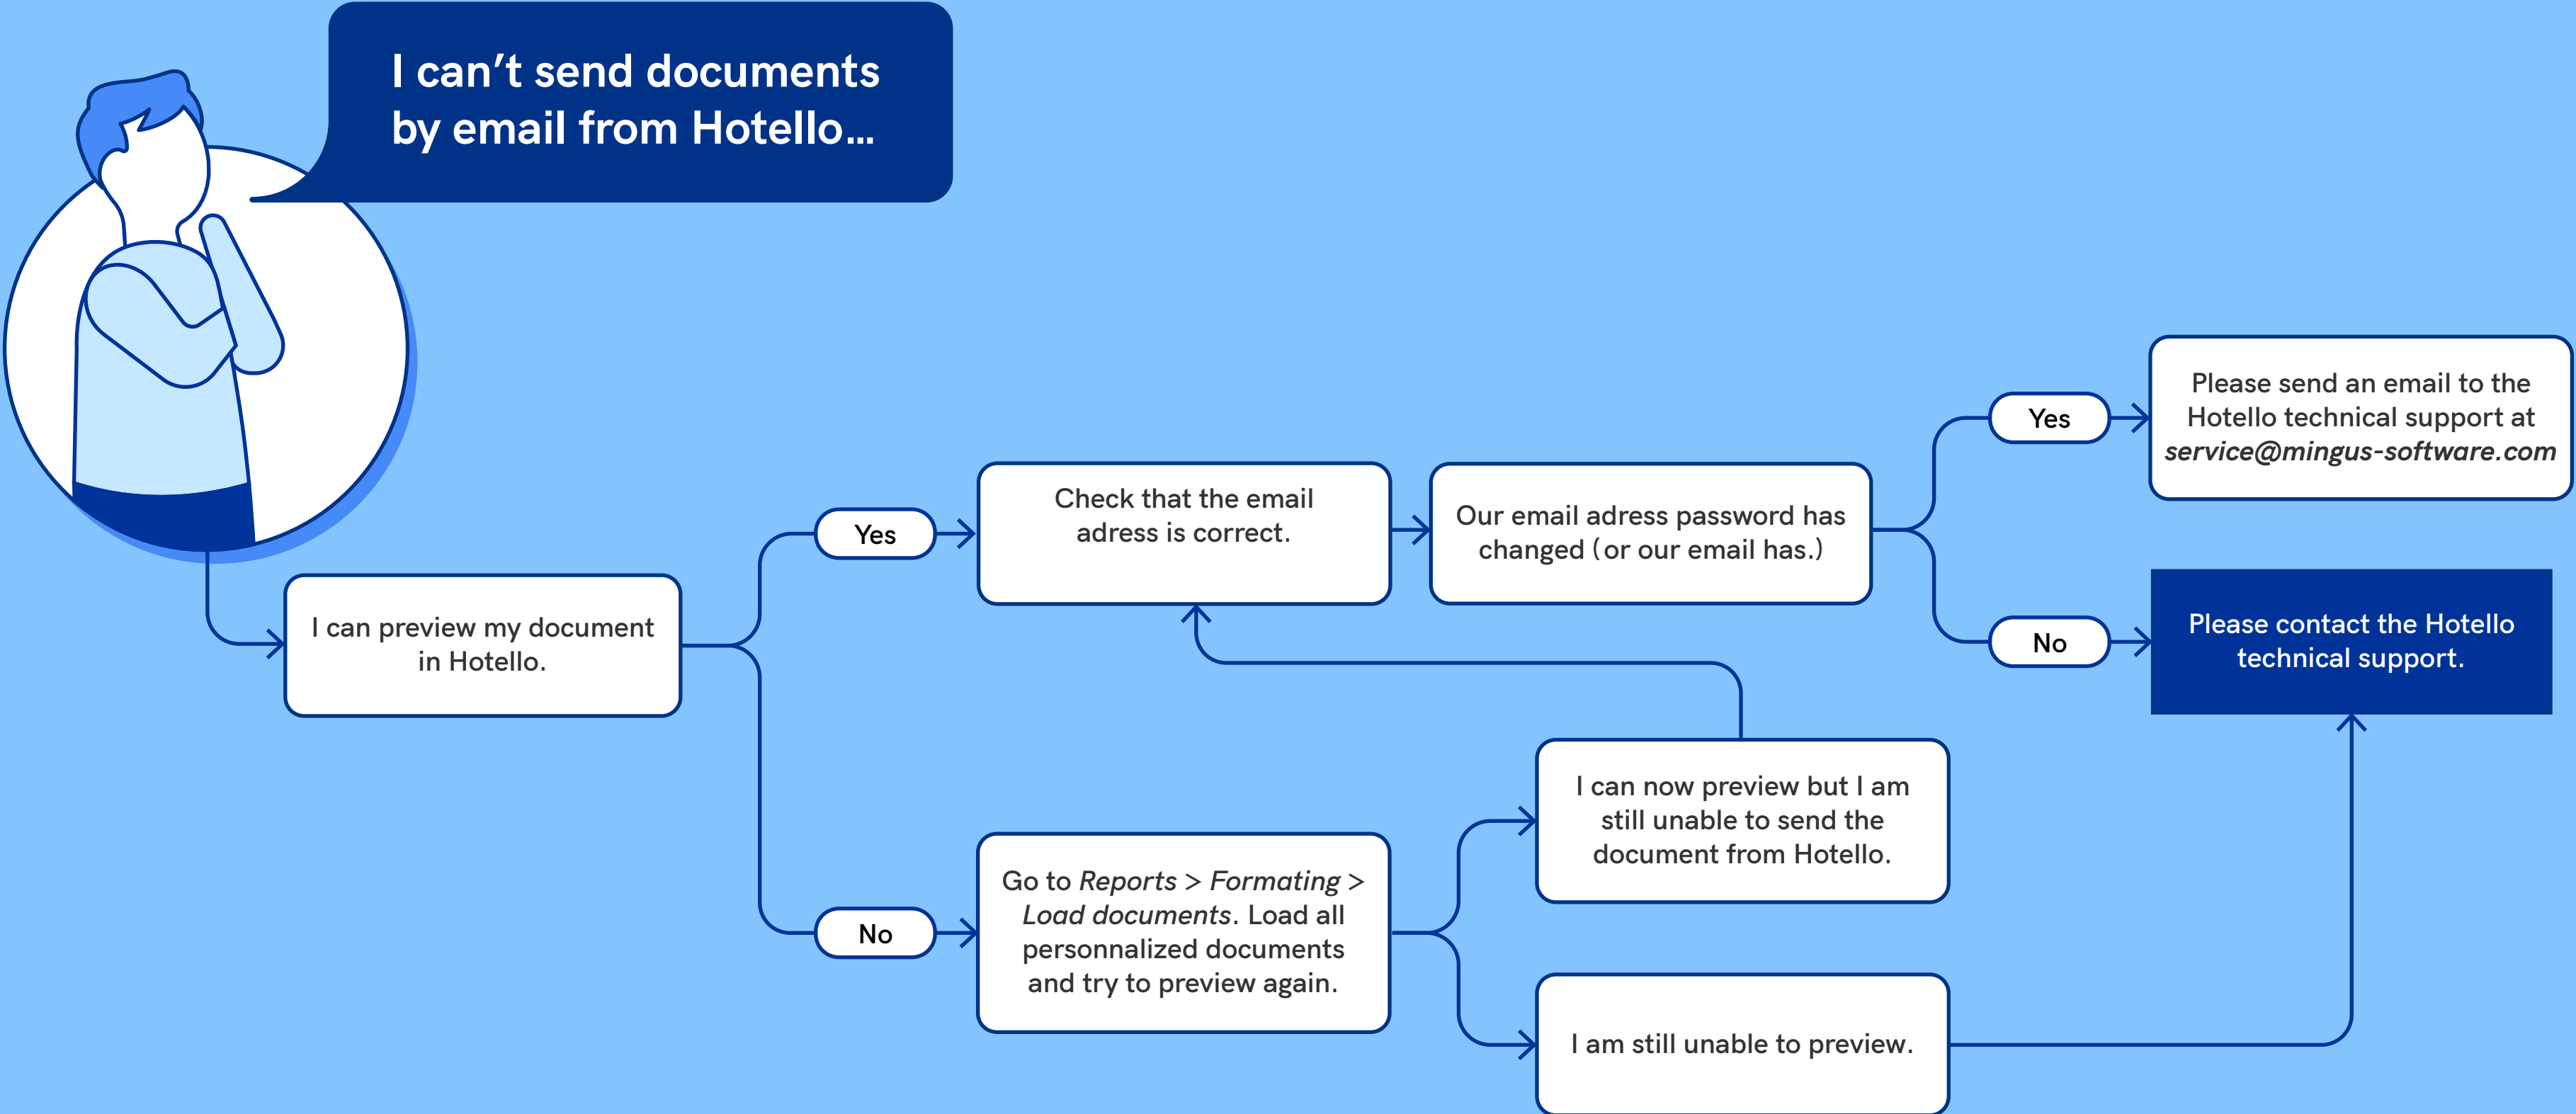 I can’t send documents
by email from Hotello...
I can preview my document
in Hotello.
Yes
Check that the email
adress is correct.
Our email adress password has
changed (or our email has.)
Yes
Please send an email to the
Hotello technical support at
service@mingus-software.com
No
Please contact the Hotello
technical support.
No
Go to Reports > Formating >
Load documents. Load all
personnalized documents
and try to preview again.
I can now preview but I am
still unable to send the
document from Hotello.
I am still unable to preview.